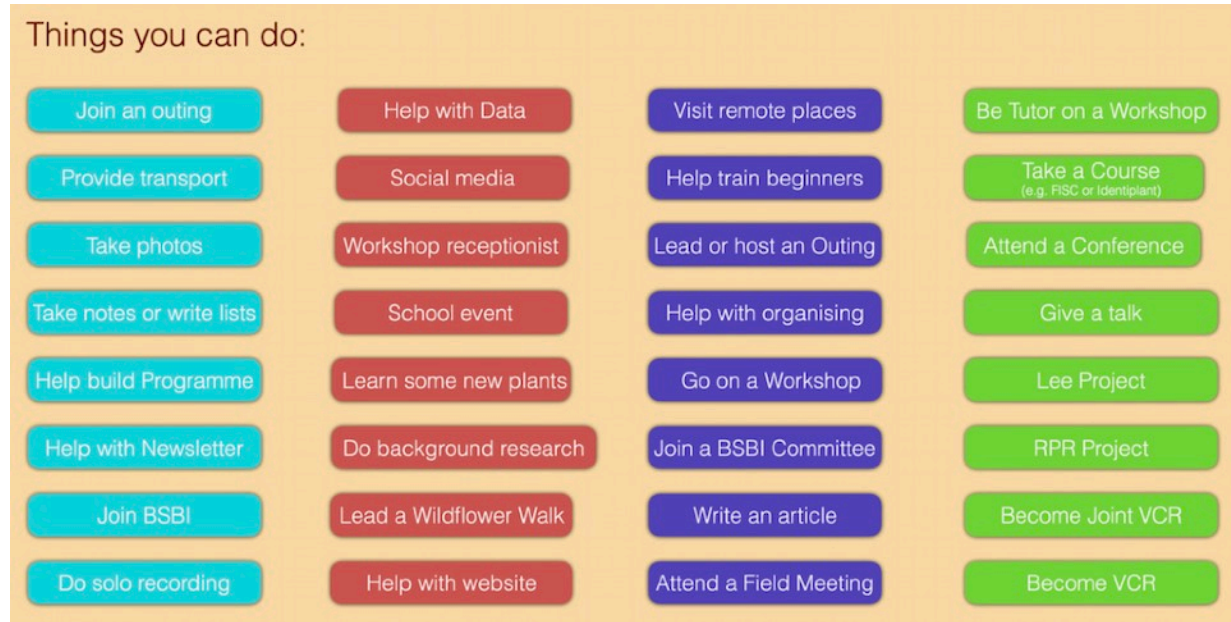 Things you can do:
Join an outing
Provide transport
Take photos
Take notes or write lists
Help build Programme
Help with Newsletter
Join BSBI
Do solo recording
Help with Data
Social media
Workshop receptionist
School event
Learn some new plants
Do background research
Lead a Wildflower Walk
Help with website
Visit remote places
Help train beginners
Lead or host an Outing
Help with organising
Go on a Workshop
Join a BSBI Committee
Write an article
Attend a Field Meeting
Be Tutor on a Workshop
Take a Course
(e.g. FISC or Identiplant)
Attend a Conference
Give a talk
Lee Project
RPR Project
Become Joint VCR
Become VCR